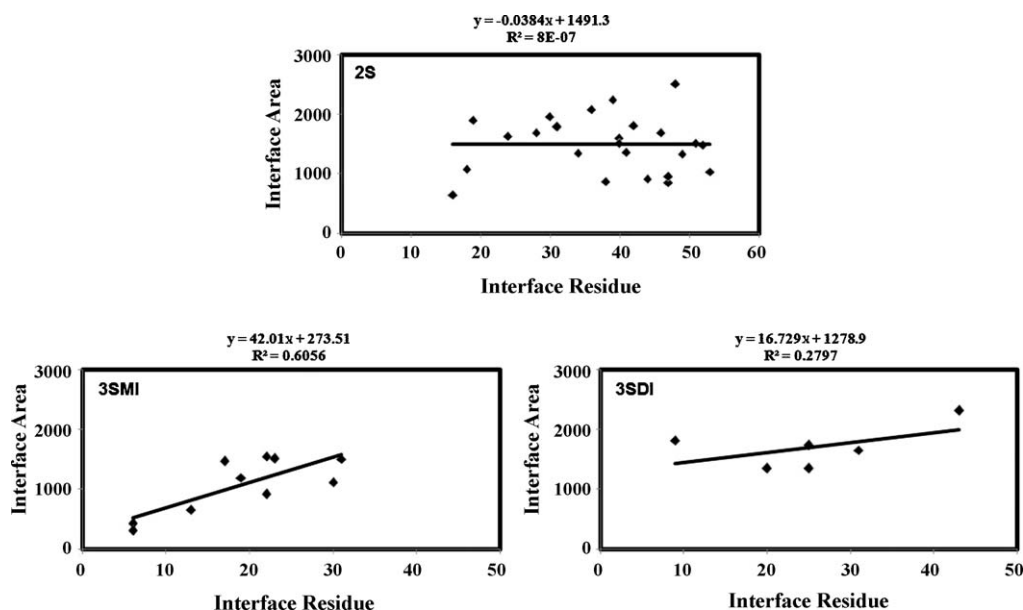 y = -0.0384x + 1491.3
R² = 8E-07
2S
3000
2000
1000
0
Interface Area
0 10 20 30 40 50 60
Interface Residue
y = 42.01x + 273.51
R² = 0.6056
3SMI
3000
2000
1000
0
Interface Area
0 10 20 30 40 50
Interface Residue
y = 16.729x + 1278.9
R² = 0.2797
3SDI
3000
2000
1000
0
Interface Area
0 10 20 30 40 50
Interface Residue